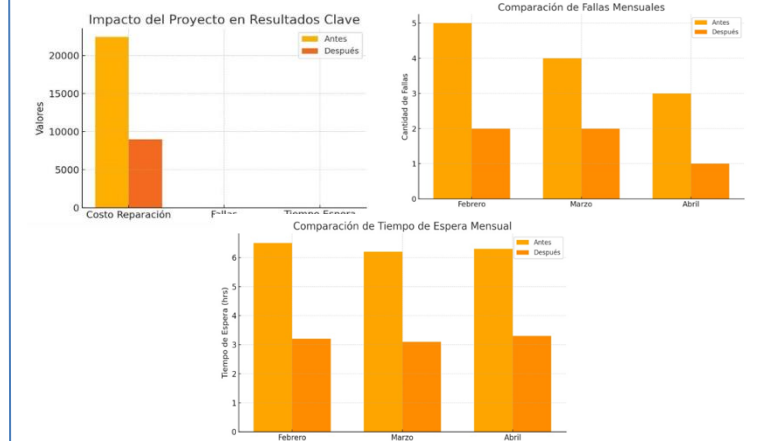 Impacto del Proyecto en Resultados Clave
Antes
Después
Valores
20000
15000
10000
5000
0
Costo Reparación
Fallas
Tiempo Espera
Comparación de Fallas Mensuales
Antes
Después
Cantidad de Fallas
5
4
3
2
1
0
Febrero
Marzo
Abril
Comparación de Tiempo de Espera Mensual
Antes
Después
Tiempo de Espera (hrs)
6
5
4
3
2
1
0
Febrero
Marzo
Abril